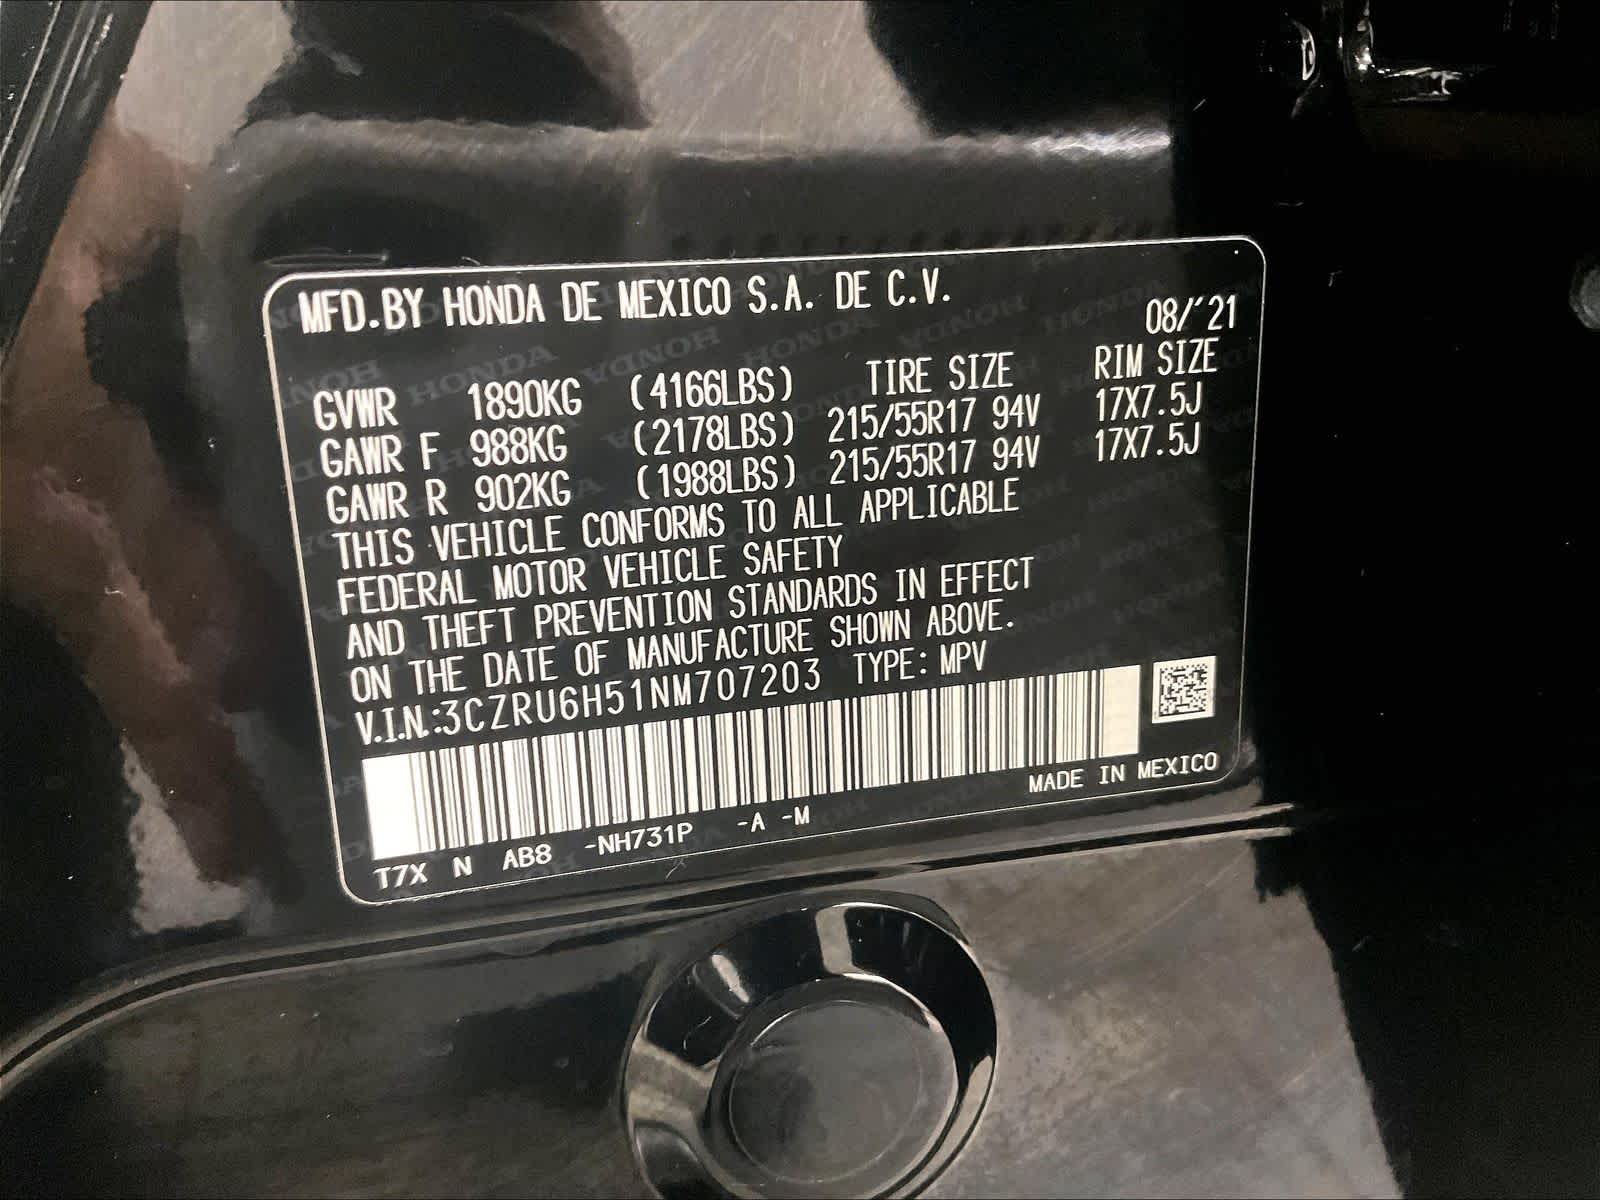 MFD.BY HONDA DE MEXICO S.A. DE C.V.
08/'21
GVWR 1890KG (4166LBS) TIRE SIZE RIM SIZE
GAWR F 988KG (2178LBS) 215/55R17 94V 17X7.5J
GAWR R 902KG (1988LBS) 215/55R17 94V 17X7.5J
THIS VEHICLE CONFORMS TO ALL APPLICABLE
FEDERAL MOTOR VEHICLE SAFETY
AND THEFT PREVENTION STANDARDS IN EFFECT
ON THE DATE OF MANUFACTURE SHOWN ABOVE.
V.I.N.:3CZRU6H51NM707203 TYPE: MPV
MADE IN MEXICO
T7X N AB8 -NH731P -A -M